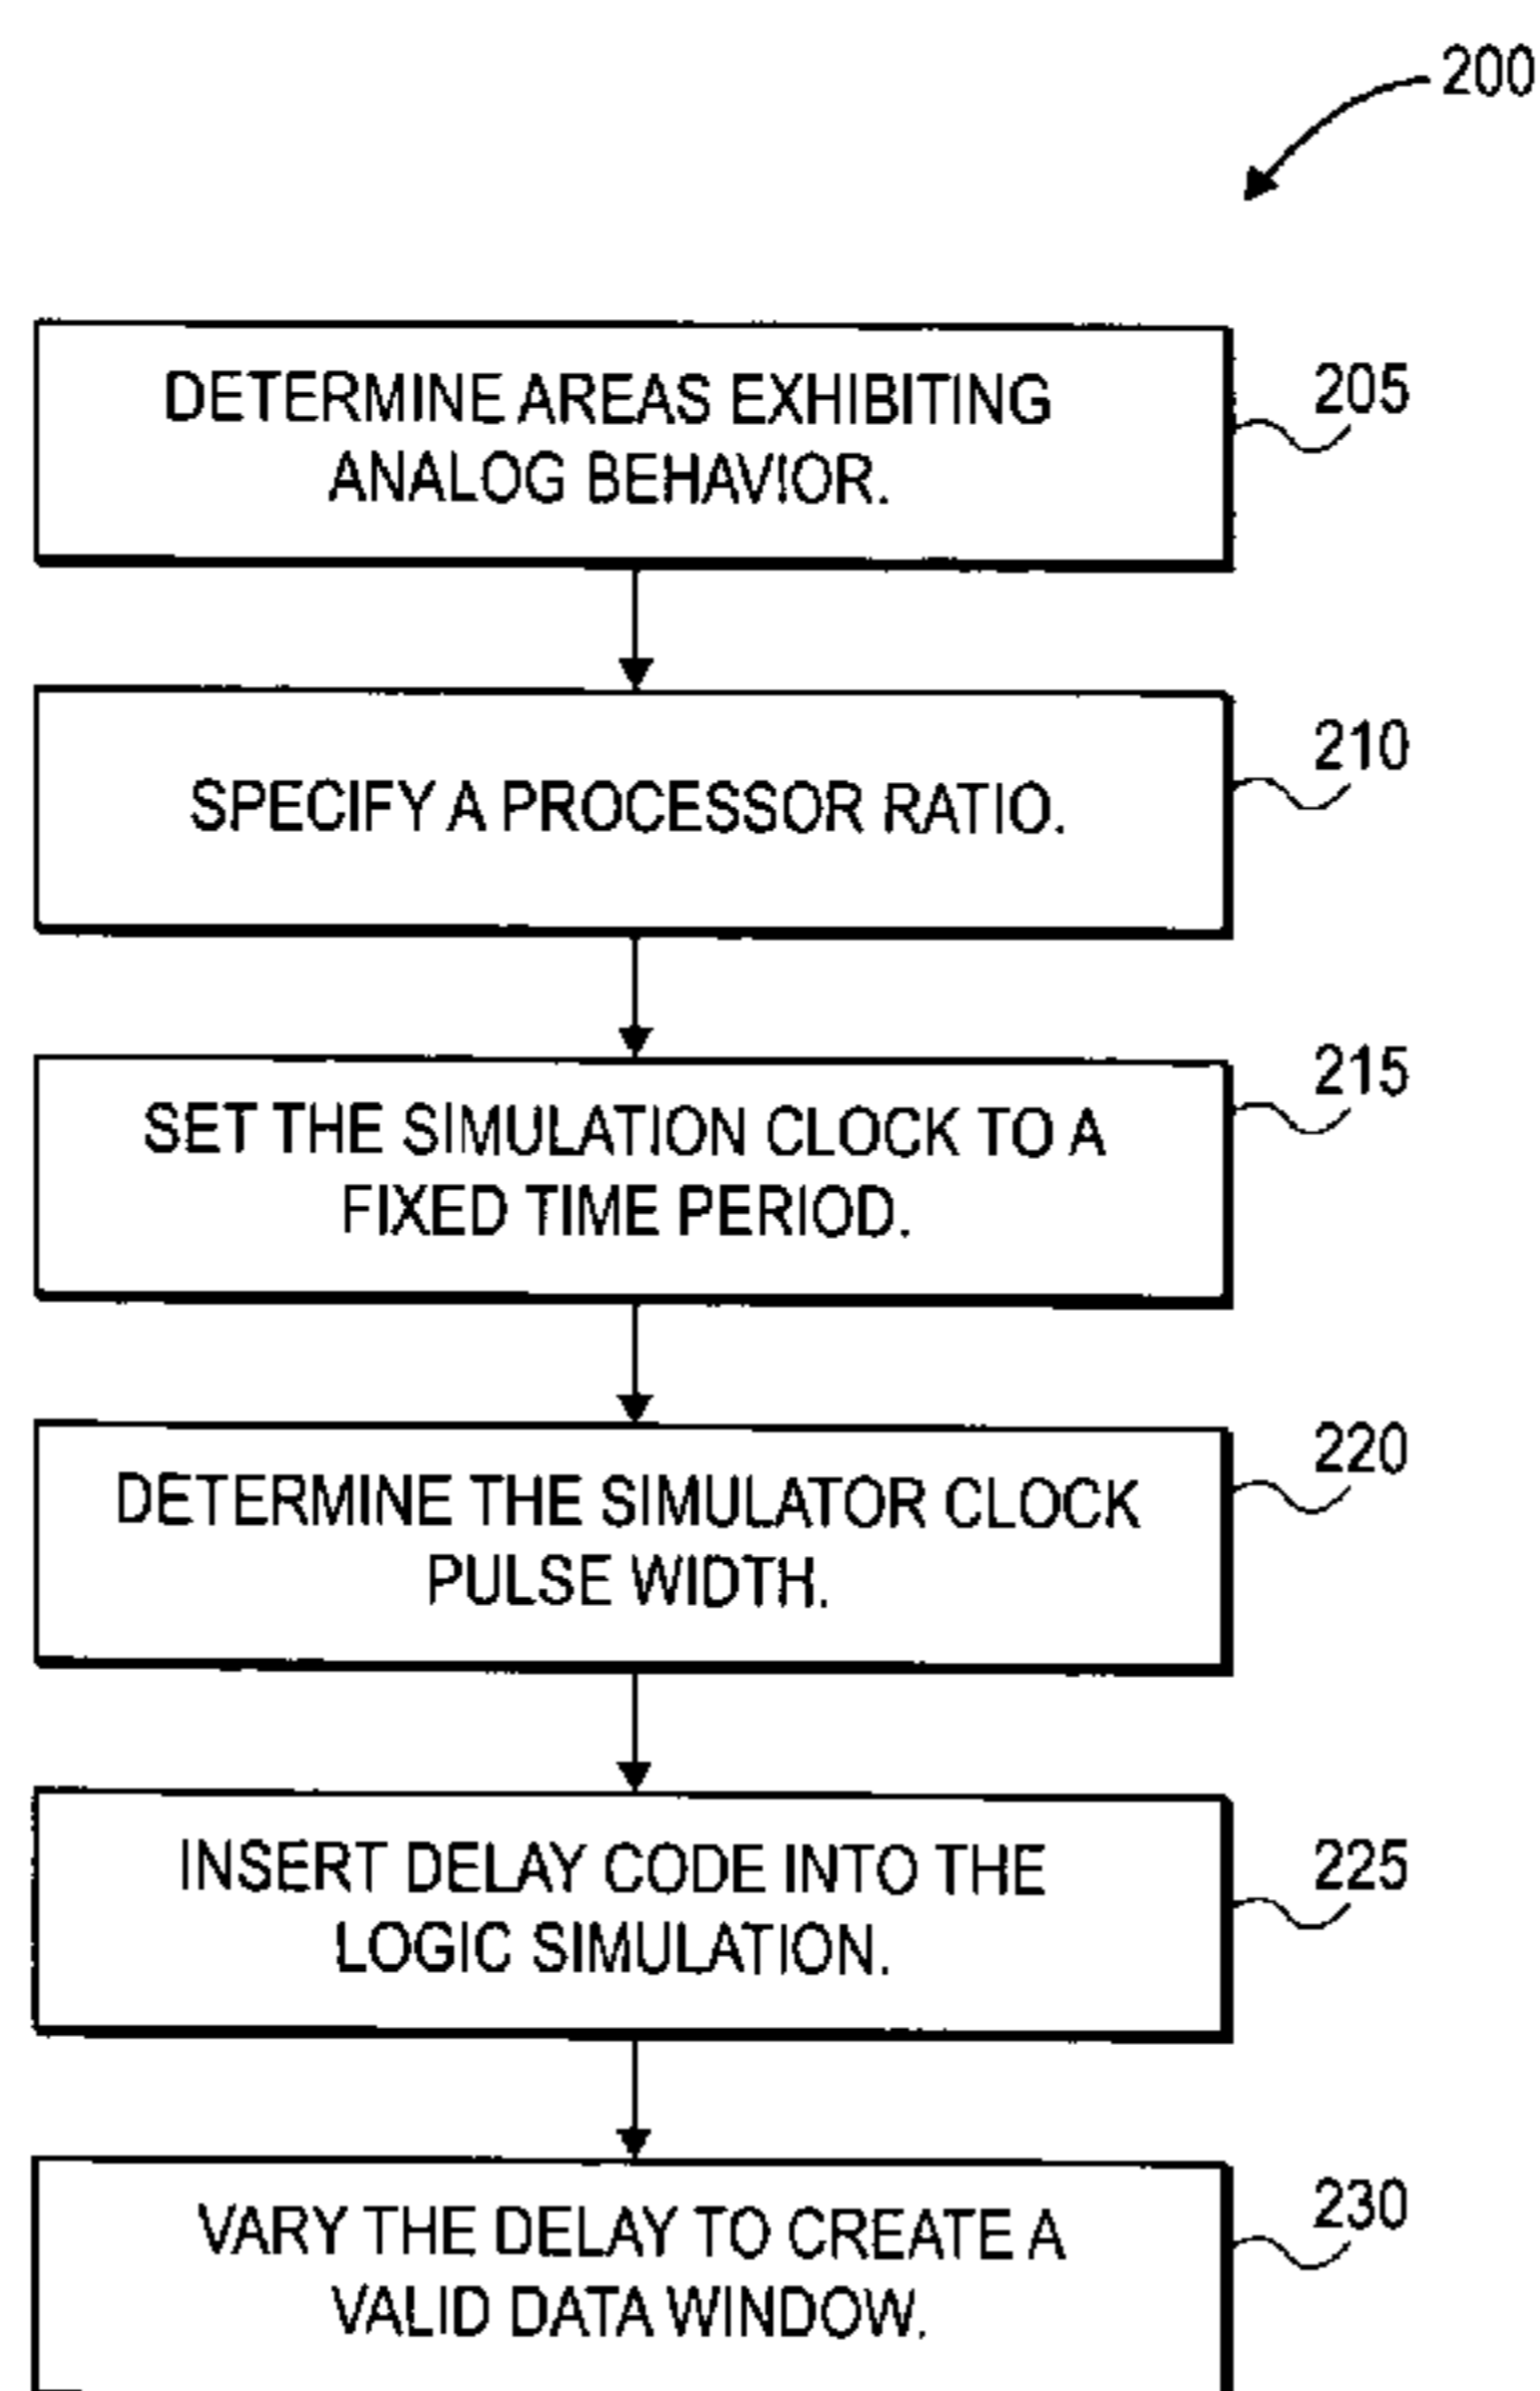 200
DETERMINE AREAS EXHIBITING
ANALOG BEHAVIOR.
205
SPECIFY A PROCESSOR RATIO.
210
SET THE SIMULATION CLOCK TO A
FIXED TIME PERIOD.
215
DETERMINE THE SIMULATOR CLOCK
PULSE WIDTH.
220
INSERT DELAY CODE INTO THE
LOGIC SIMULATION.
225
VARY THE DELAY TO CREATE A
VALID DATA WINDOW.
230